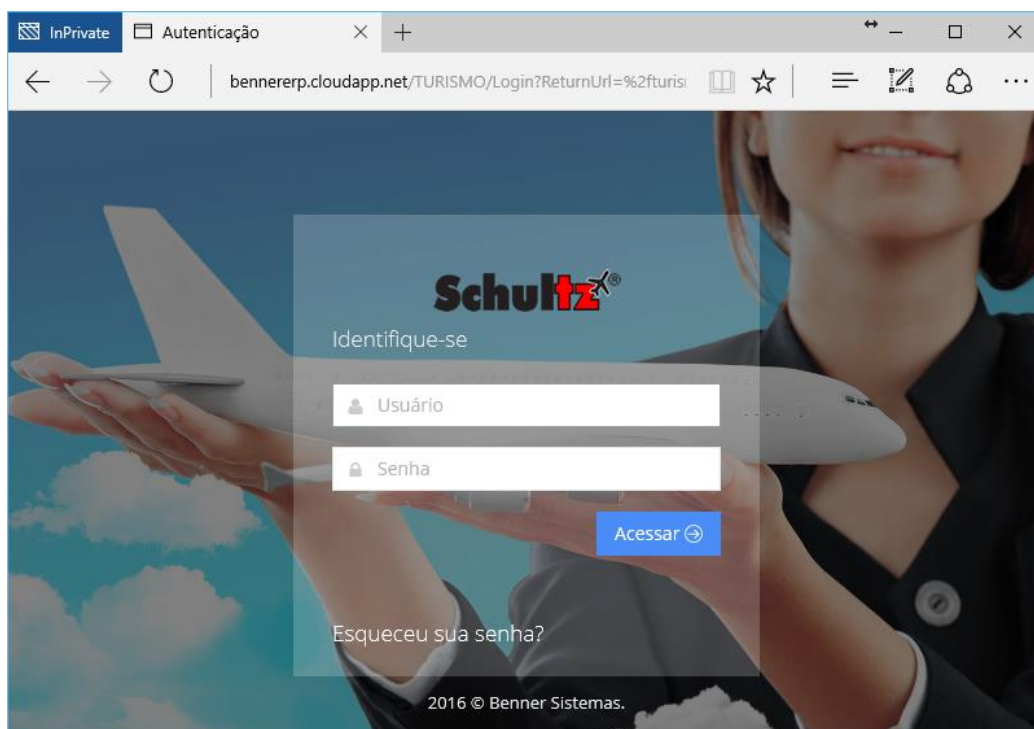 InPrivate
Autenticação
bennererp.cloudapp.net/TURISMO/Login?ReturnUrl=%2fturis
Schultz®
Identifique-se
Usuário
Senha
Acessar
Esqueceu sua senha?
2016 © Benner Sistemas.